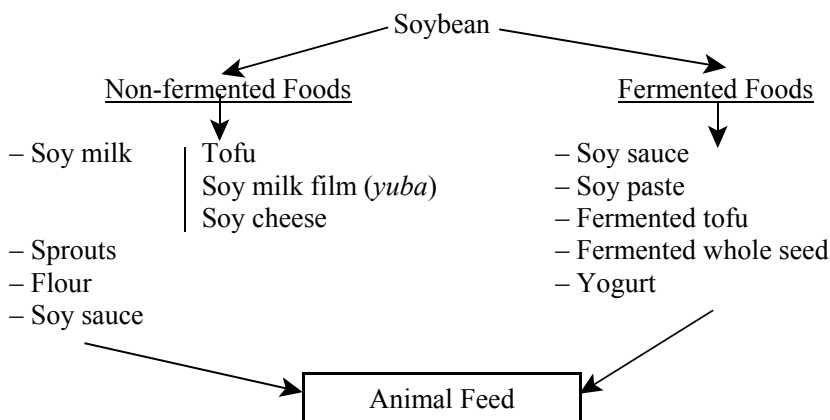 Soybean
Non-fermented Foods
Fermented Foods
– Soy milk
Tofu
Soy milk film (yuba)
Soy cheese
– Sprouts
– Flour
– Soy sauce
– Soy sauce
– Soy paste
– Fermented tofu
– Fermented whole seed
– Yogurt
Animal Feed